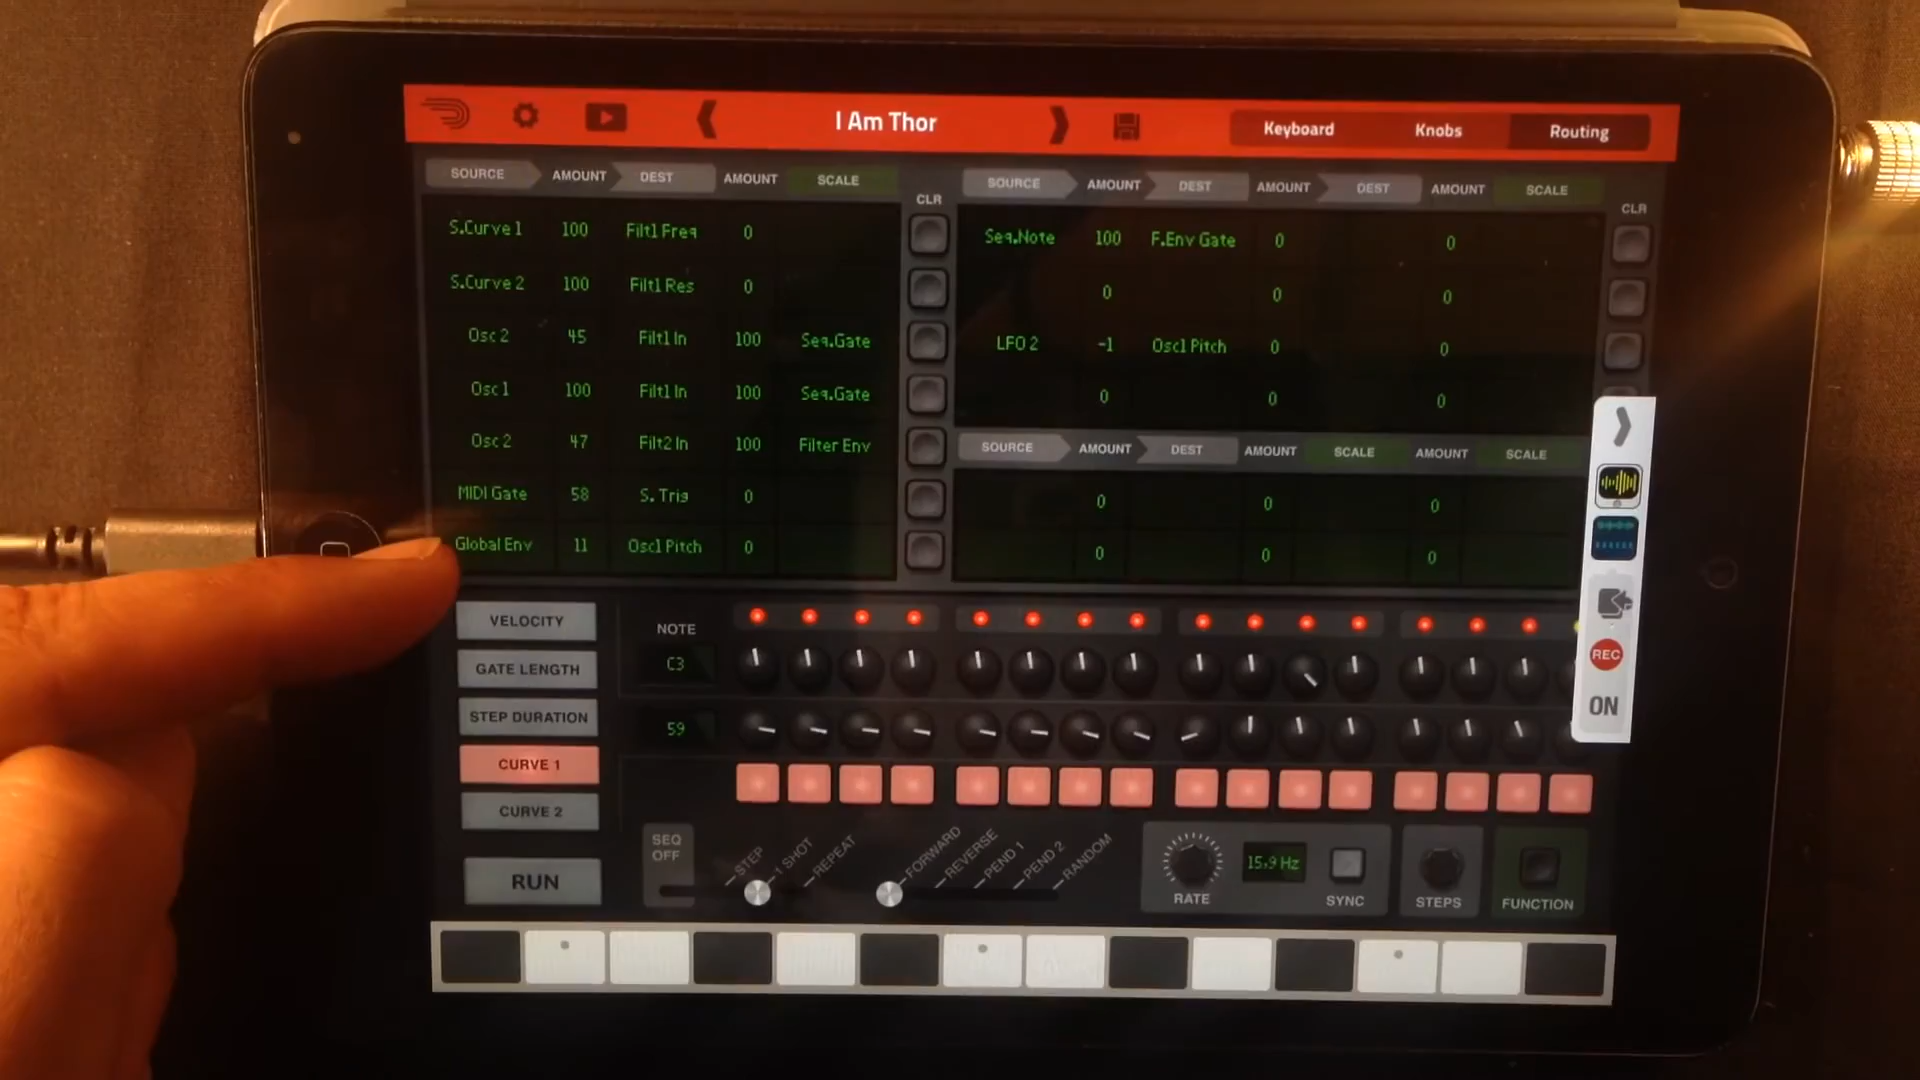 I Am Thor
Keyboard Knobs Routing
SOURCE AMOUNT DEST AMOUNT SCALE
CLR
S.Curve 1 100 Filt1 Freq 0
S.Curve 2 100 Filt1 Res 0
Osc 2 45 Filt1 In 100 Seq.Gate
Osc 1 100 Filt1 In 100 Seq.Gate
Osc 2 47 Filt2 In 100 Filter Env
MIDI Gate 58 S. Trig 0
Global Env 11 Osc1 Pitch 0
SOURCE AMOUNT DEST AMOUNT DEST AMOUNT SCALE
CLR
Seq.Note 100 F.Env Gate 0 0
0 0 0
LFO 2 -1 Osc1 Pitch 0 0
0 0 0
SOURCE AMOUNT DEST AMOUNT SCALE AMOUNT SCALE
0 0 0
0 0 0
REC
ON
VELOCITY
GATE LENGTH
STEP DURATION
CURVE 1
CURVE 2
RUN
NOTE
C3
59
SEQ
OFF
STEP
1 SHOT
REPEAT
FORWARD
REVERSE
PEND 1
PEND 2
RANDOM
15.9 Hz
RATE SYNC STEPS FUNCTION